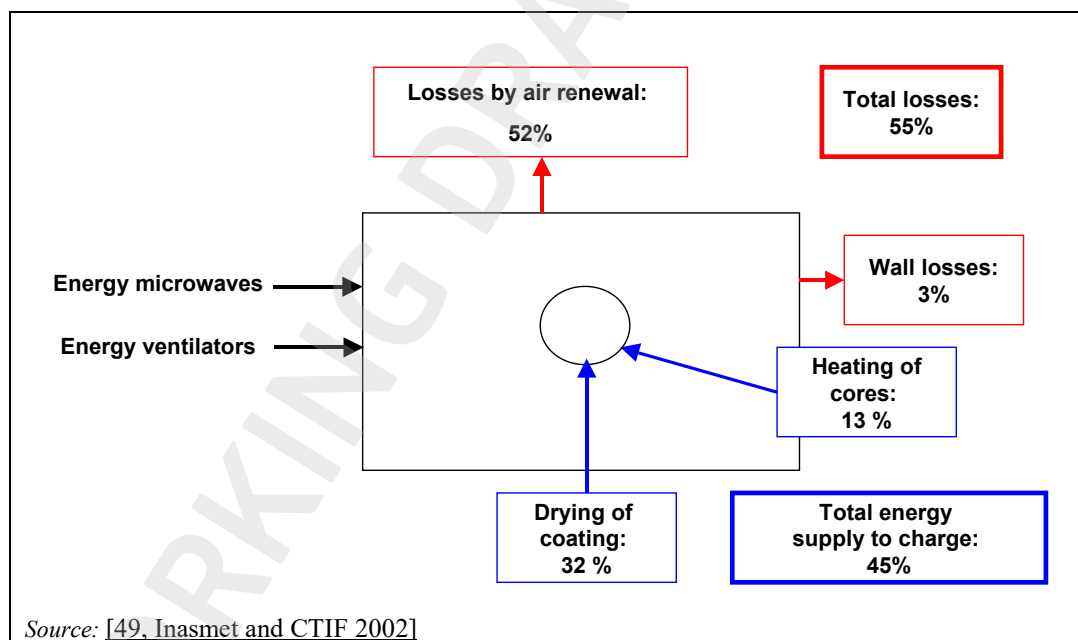 Losses by air renewal:
52%
Total losses:
55%
Energy microwaves
Energy ventilators
Wall losses:
3%
Heating of
cores:
13 %
Drying of
coating:
32 %
Total energy
supply to charge:
45%
Source: [49, Inasmet and CTIF 2002]